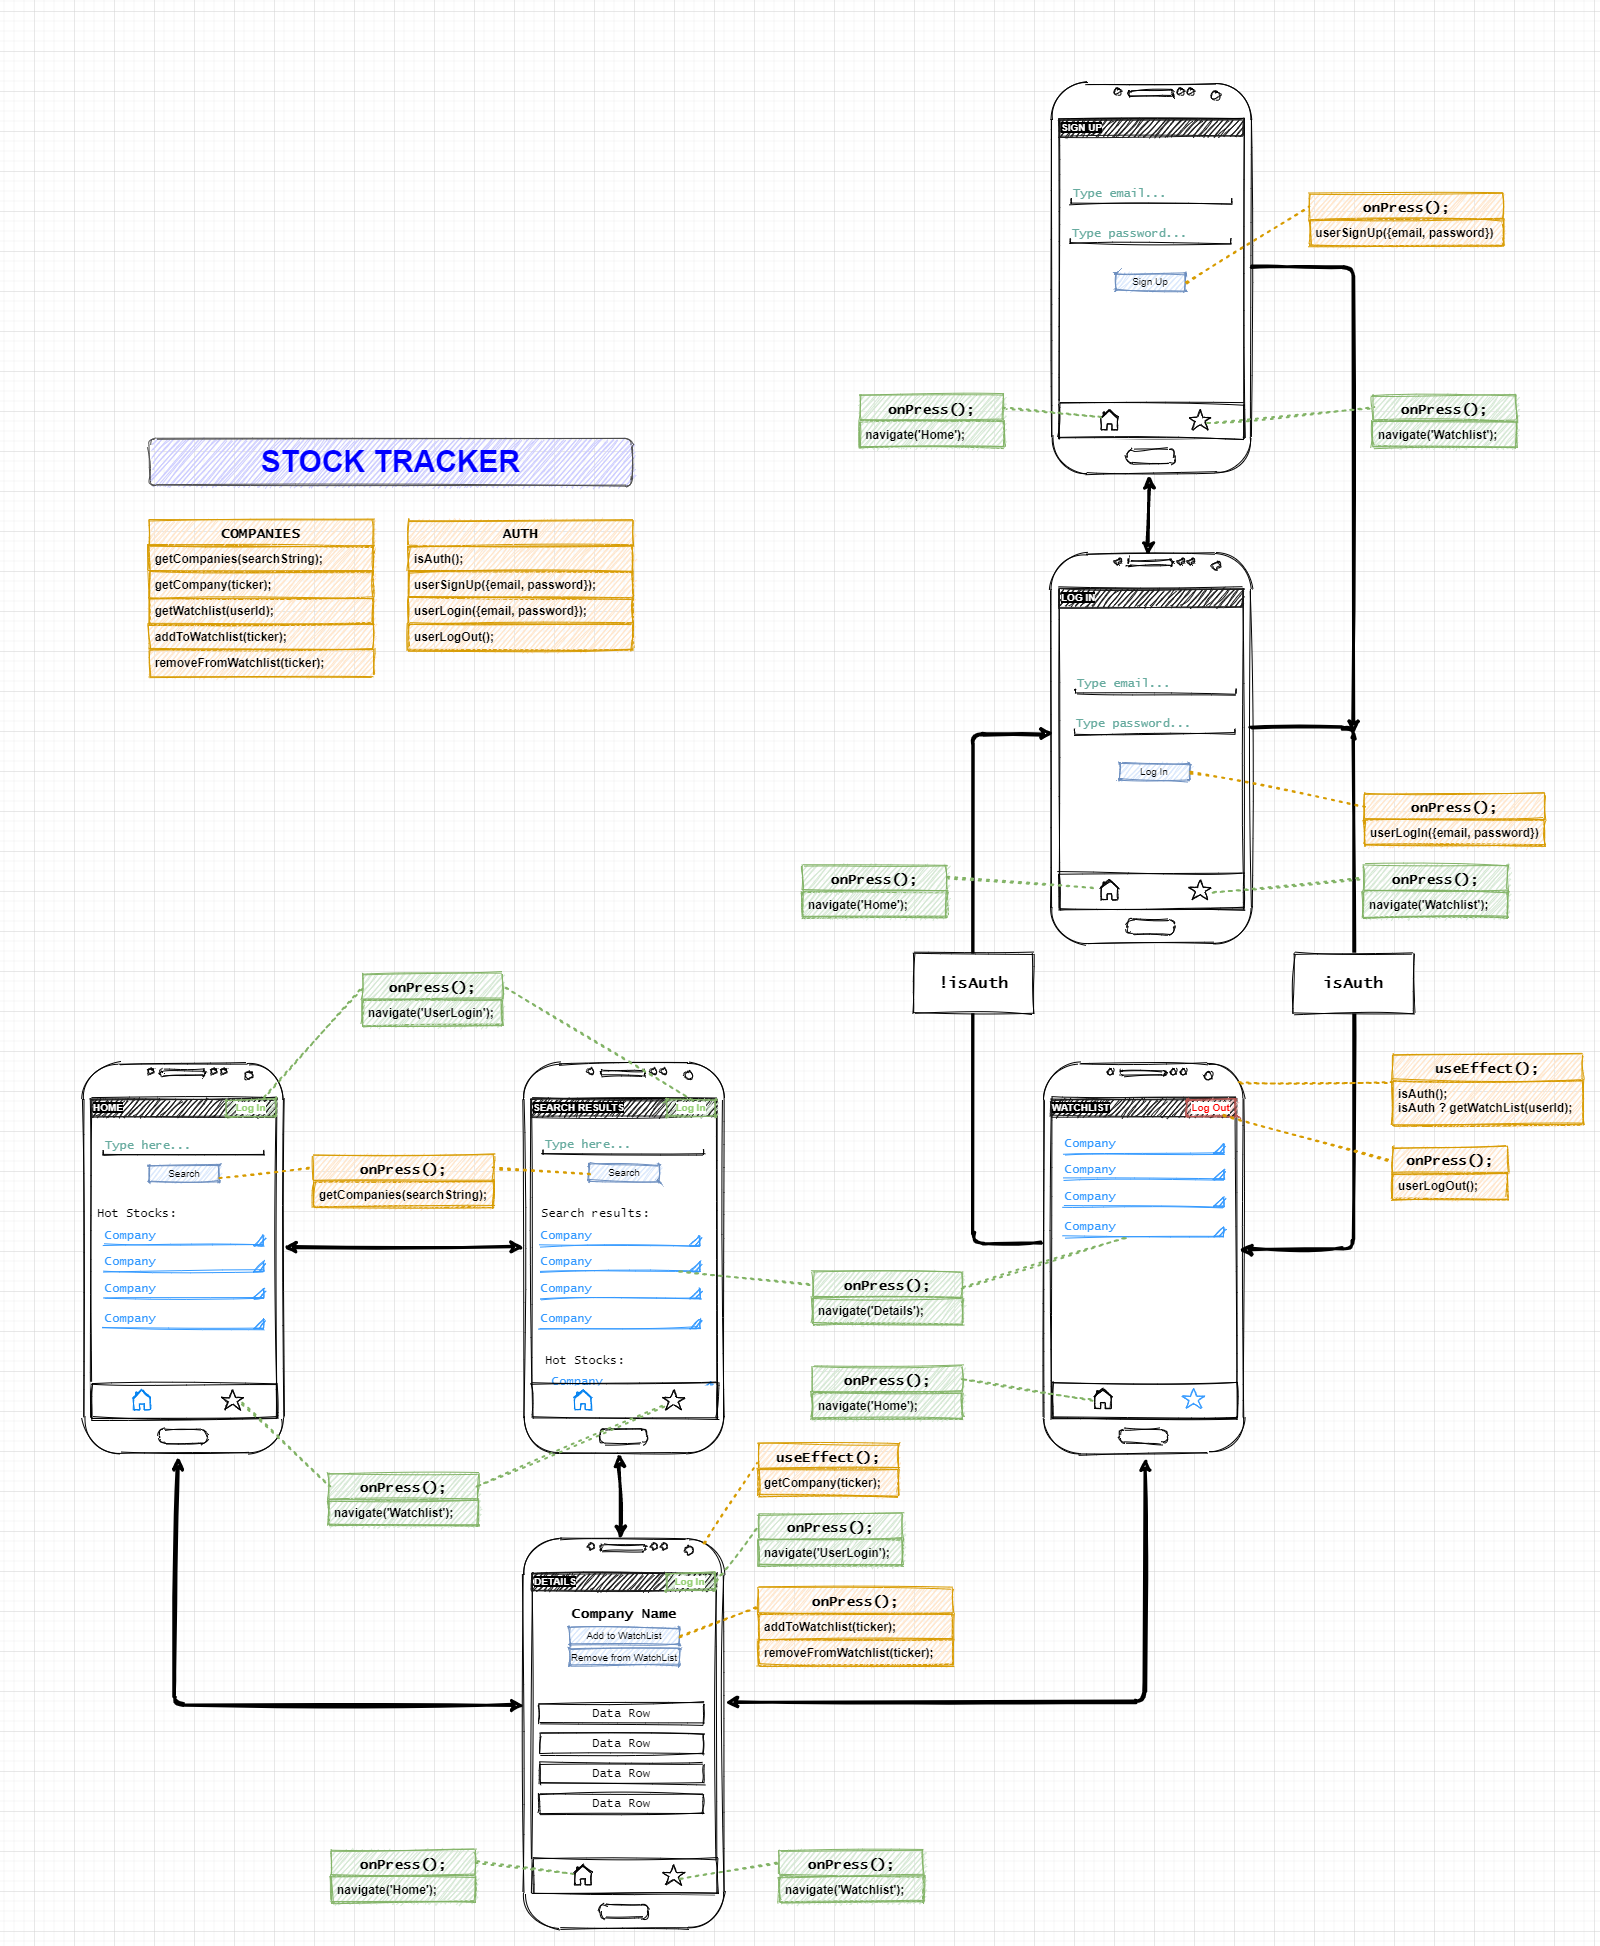 SIGN UP
Type email...
Type password...
Sign Up
onPress();
userSignUp({email, password})
onPress();
navigate('Home');
onPress();
navigate('Watchlist');
STOCK TRACKER
COMPANIES
getCompanies(searchString);
getCompany(ticker);
getWatchlist(userId);
addToWatchlist(ticker);
removeFromWatchlist(ticker);
AUTH
isAuth();
userSignUp({email, password});
userLogin({email, password});
userLogOut();
LOG IN
Type email...
Type password...
Log In
onPress();
userLogIn({email, password})
onPress();
navigate('Home');
onPress();
navigate('Watchlist');
!isAuth
isAuth
onPress();
navigate('UserLogin');
HOME
Log In
Type here...
Search
Hot Stocks:
Company
Company
Company
Company
onPress();
getCompanies(searchString);
SEARCH RESULTS
Log In
Type here...
Search
Search results:
Company
Company
Company
Company
Hot Stocks:
Company
WATCHLIST
Log Out
Company
Company
Company
Company
useEffect();
isAuth();
isAuth ? getWatchList(userId);
onPress();
userLogOut();
onPress();
navigate('Details');
onPress();
navigate('Home');
onPress();
navigate('Watchlist');
useEffect();
getCompany(ticker);
onPress();
navigate('UserLogin');
DETAILS
Log In
Company Name
Add to WatchList
Remove from WatchList
onPress();
addToWatchlist(ticker);
removeFromWatchlist(ticker);
Data Row
Data Row
Data Row
Data Row
onPress();
navigate('Home');
onPress();
navigate('Watchlist');